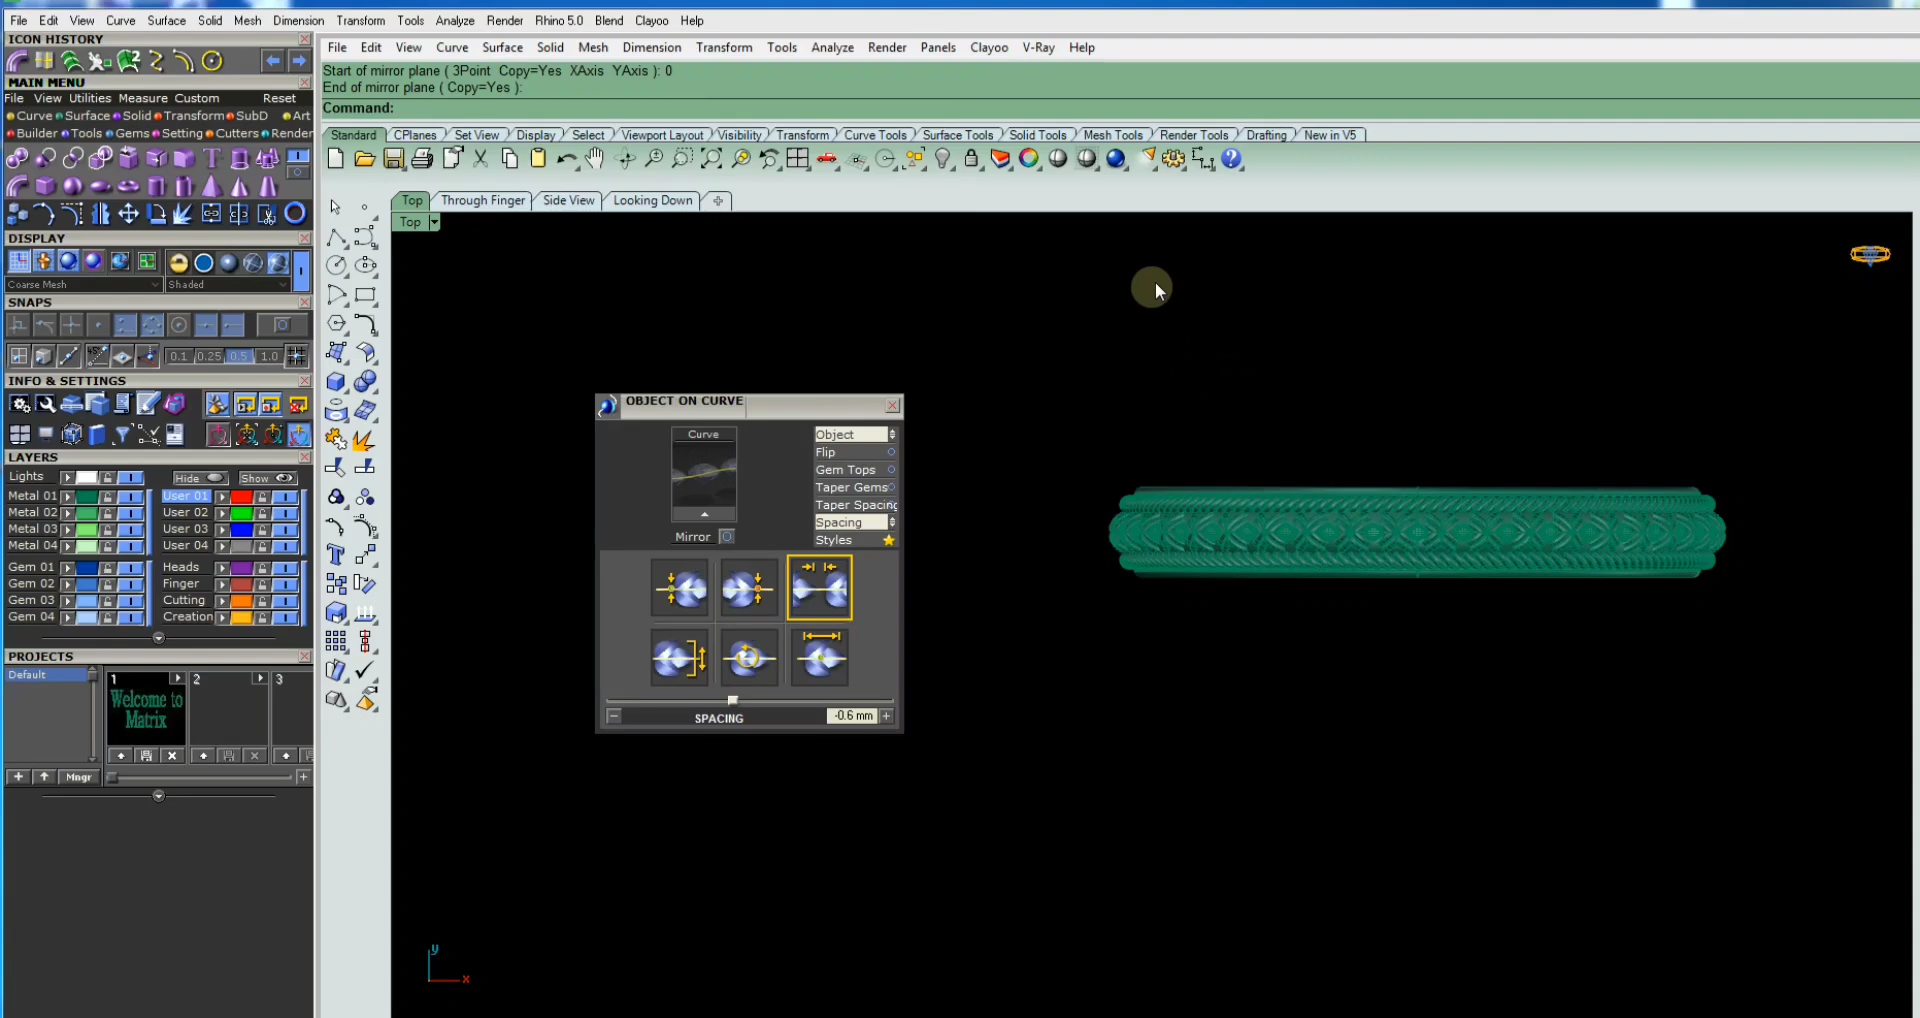 File Edit View Curve Surface Solid Mesh Dimension Transform Tools Analyze Render Rhino 5.0 Blend Clayoo Help
ICON HISTORY
MAIN MENU
File View Utilities Measure Custom Reset
Curve Surface Solid Transform SubD Art
Builder Tools Gems Setting Cutters Render
DISPLAY
Coarse Mesh Shaded
SNAPS
0.1 0.25 0.5 1.0
INFO & SETTINGS
LAYERS
Lights Hide Show
Metal 01 User 01
Metal 02 User 02
Metal 03 User 03
Metal 04 User 04
Gem 01 Heads
Gem 02 Finger
Gem 03 Cutting
Gem 04 Creation
PROJECTS
Default
1 2 3
Welcome to
Matrix
Mngr
File Edit View Curve Surface Solid Mesh Dimension Transform Tools Analyze Render Panels Clayoo V-Ray Help
Start of mirror plane ( 3Point Copy=Yes XAxis YAxis ): 0
End of mirror plane ( Copy=Yes ):
Command:
Standard CPlanes Set View Display Select Viewport Layout Visibility Transform Curve Tools Surface Tools Solid Tools Mesh Tools Render Tools Drafting New in V5
Top Through Finger Side View Looking Down
Top
OBJECT ON CURVE
Curve
Object
Flip
Gem Tops
Taper Gems
Taper Spacing
Spacing
Styles
Mirror
SPACING -0.6 mm
y
x